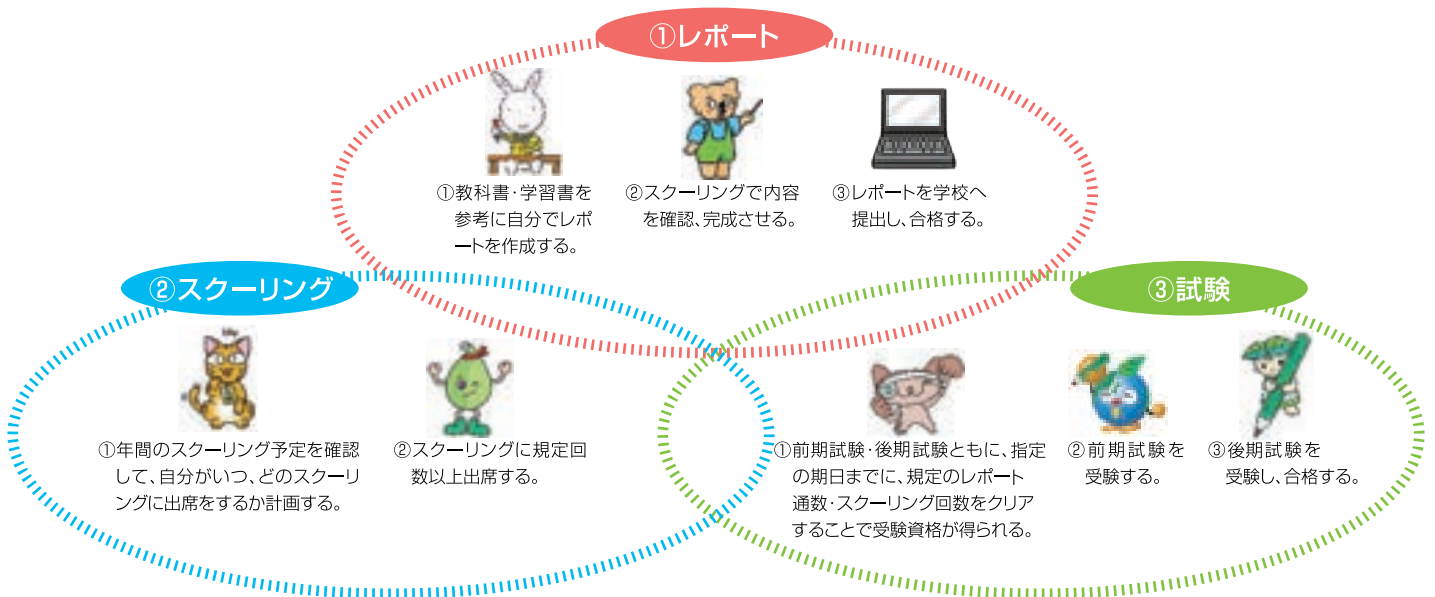 ①レポート
①教科書・学習書を
参考に自分でレポ
ートを作成する。
②スクーリングで内容
を確認、完成させる。
③レポートを学校へ
提出し、合格する。
②スクーリング
①年間のスクーリング予定を確認
して、自分がいつ、どのスクーリ
ングに出席をするか計画する。
②スクーリングに規定回
数以上出席する。
③試験
①前期試験・後期試験ともに、指定
の期日までに、規定のレポート
通数・スクーリング回数をクリア
することで受験資格が得られる。
②前期試験を
受験する。
③後期試験を
受験し、合格する。